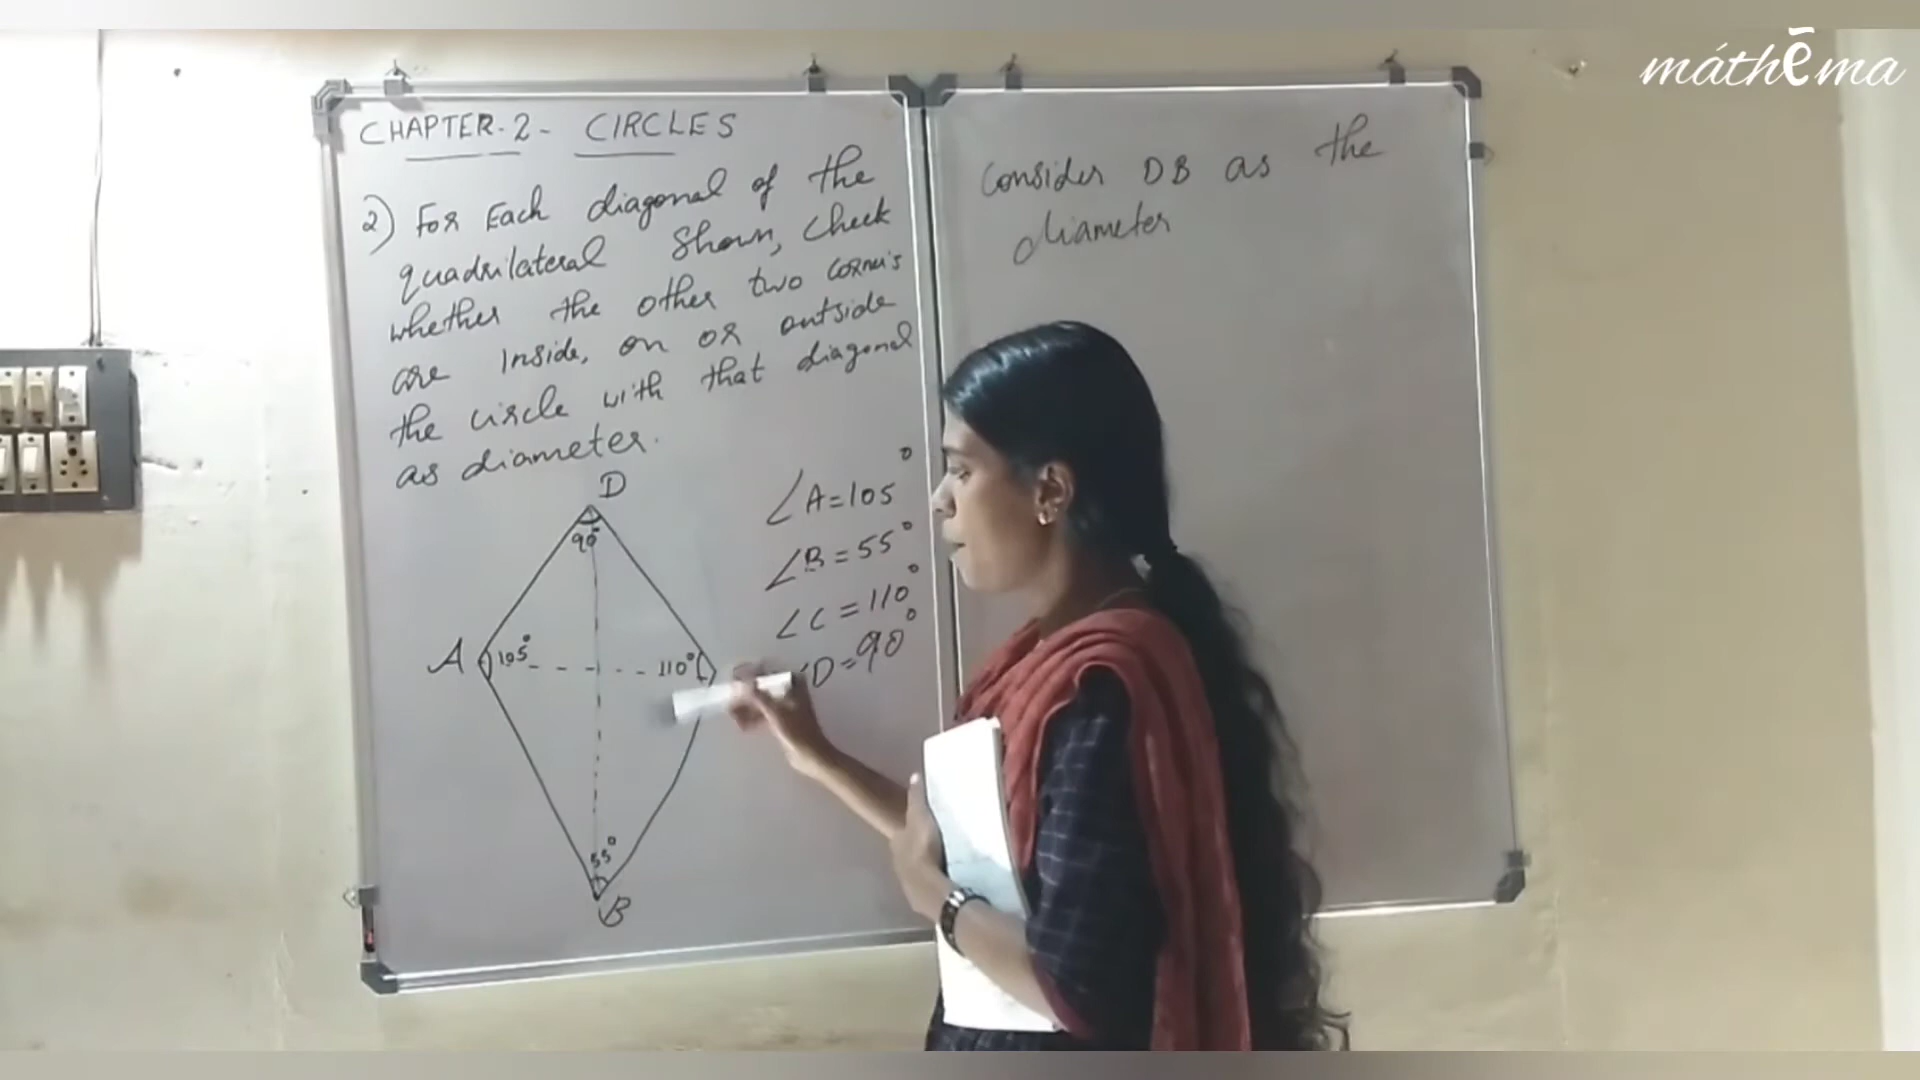 máthēma
CHAPTER-2- CIRCLES
2) For Each diagonal of the
quadrilateral shown, check
whether the other two corners
are Inside, on or outside
the circle with that diagonal
as diameter.
D
90°
A
105°
110°
55°
B
∠A=105°
∠B=55°
∠C=110°
∠D=90°
Consider DB as the
diameter